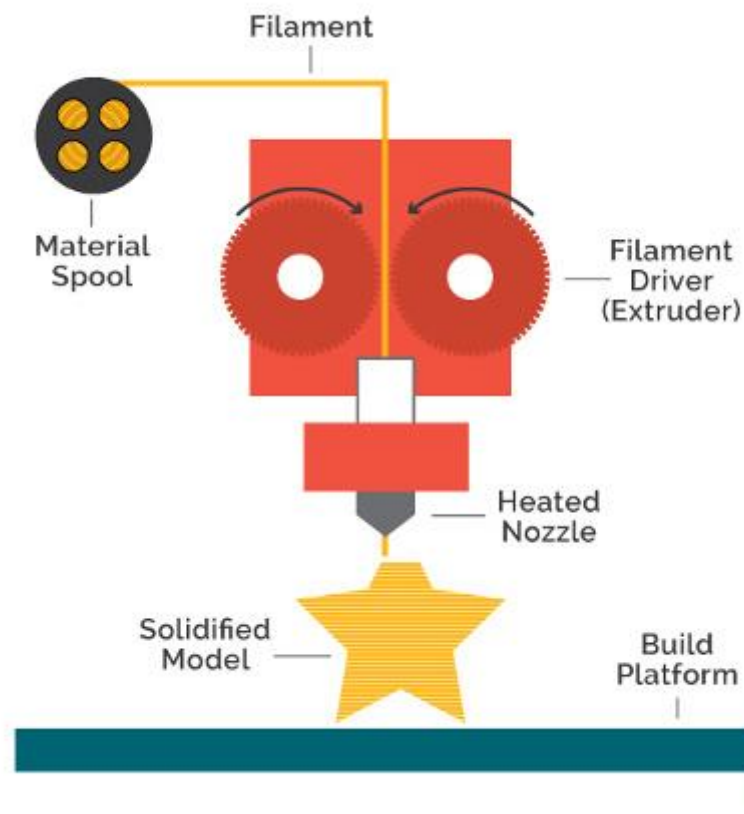 Filament
Material
Spool
Filament
Driver
(Extruder)
Heated
Nozzle
Solidified
Model
Build
Platform